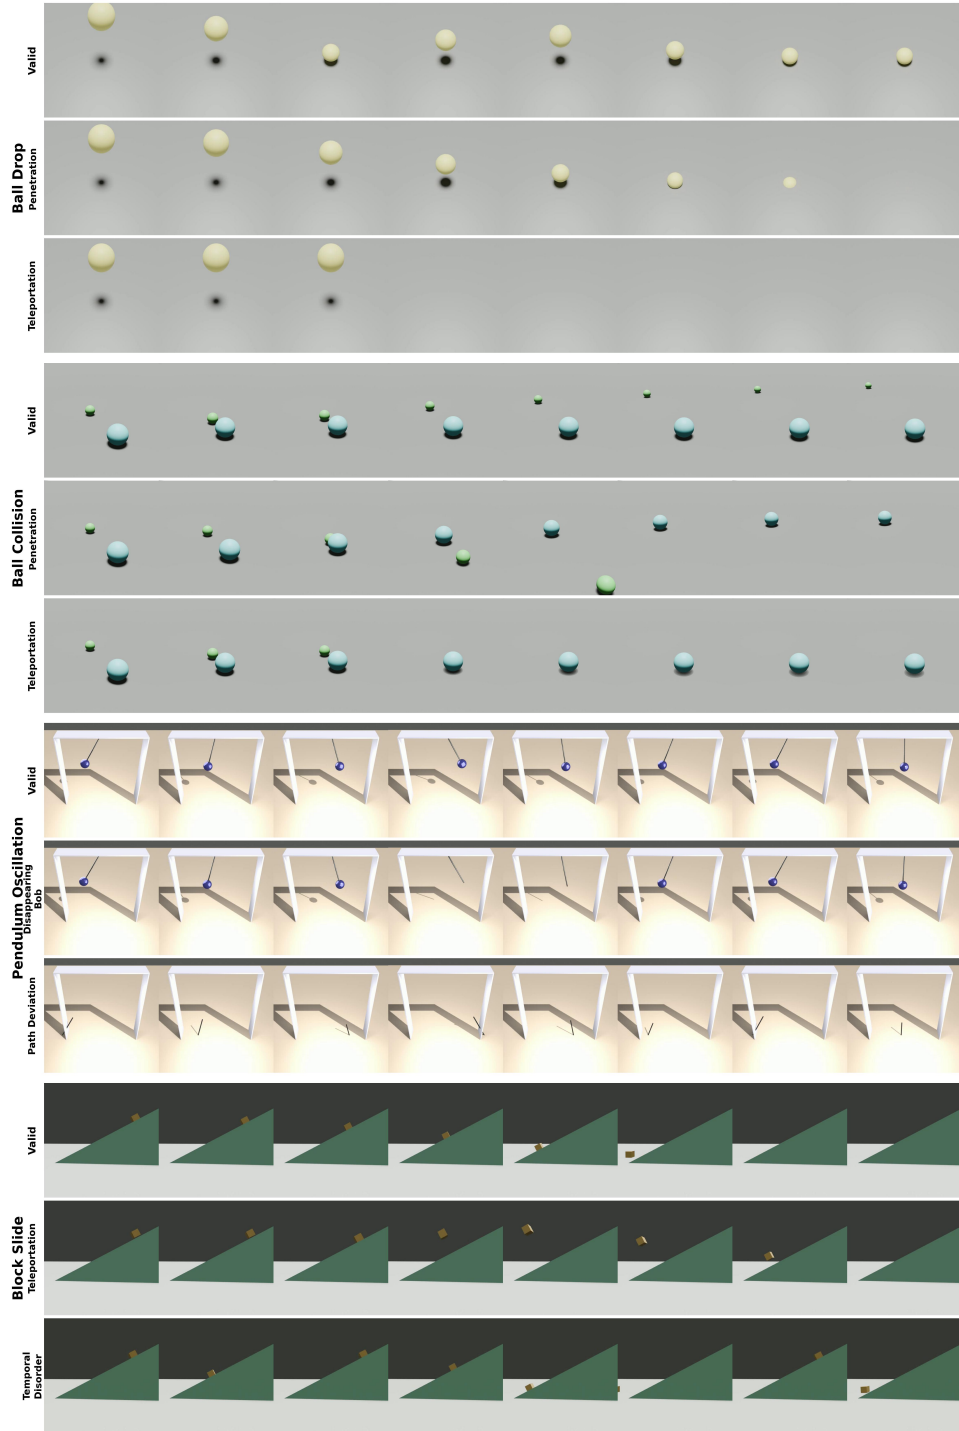 Ball Drop
Valid
Penetration
Teleportation
Ball Collision
Valid
Penetration
Teleportation
Pendulum Oscillation
Valid
Disappearing
Bob
Path Deviation
Block Slide
Valid
Teleportation
Temporal
Disorder